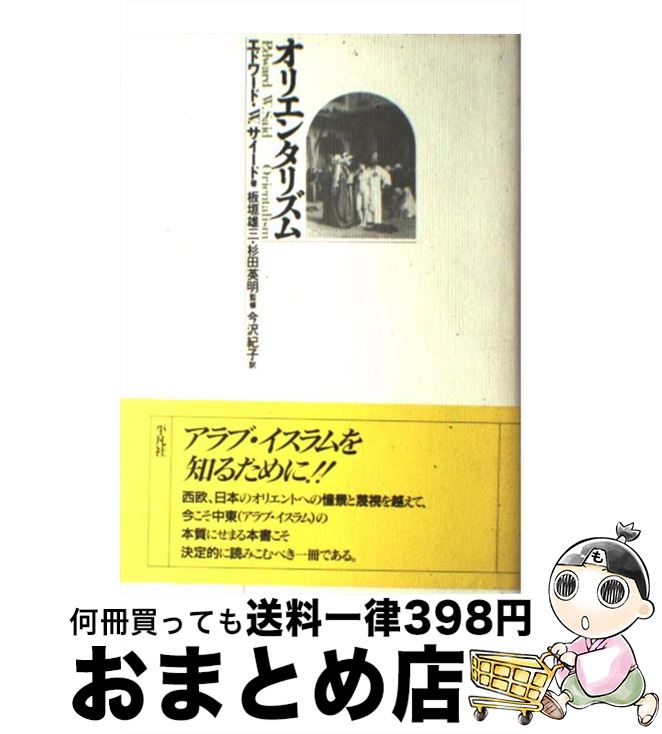 オリエンタリズム
Edward W. Said Orientalism
エドワード・W.サイード著 板垣雄三・杉田英明監修 今沢紀子訳
平凡社
アラブ・イスラムを
知るために!!
西欧、日本のオリエントへの憧景と蔑視を越えて、
今こそ中東(アラブ・イスラム)の
本質にせまる本書こそ
決定的に読みこむべき一冊である。
も
何冊買っても送料一律398円
おまとめ店